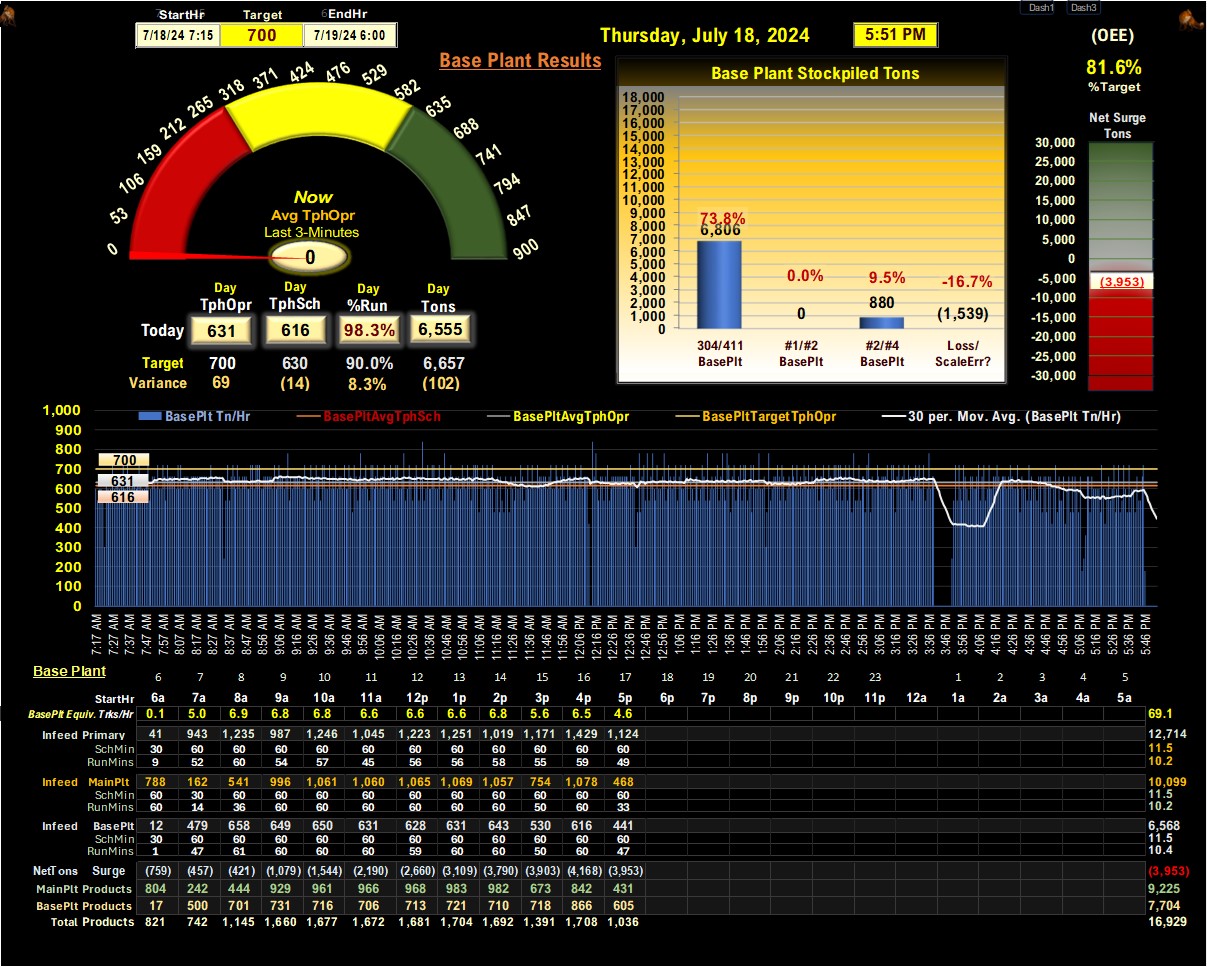 Dash1 Dash3
StartHr Target EndHr
7/18/24 7:15 700 7/19/24 6:00
Thursday, July 18, 2024 5:51 PM
Base Plant Results
(OEE)
81.6%
%Target
Net Surge
Tons
30,000
25,000
20,000
15,000
10,000
5,000
0
-5,000
-10,000
-15,000
-20,000
-25,000
-30,000
(3,953)
0 53 106 159 212 265 318 371 424 476 529 582 635 688 741 794 847 900
Now
Avg TphOpr
Last 3-Minutes
0
Base Plant Stockpiled Tons
18,000
17,000
16,000
15,000
14,000
13,000
12,000
11,000
10,000
9,000
8,000
7,000
6,000
5,000
4,000
3,000
2,000
1,000
0
73.8% 0.0% 9.5% -16.7%
6,806 0 880 (1,539)
304/411 #1/#2 #2/#4 Loss/
BasePlt BasePlt BasePlt ScaleErr?
Day Day Day Day
TphOpr TphSch %Run Tons
Today 631 616 98.3% 6,555
Target 700 630 90.0% 6,657
Variance 69 (14) 8.3% (102)
BasePlt Tn/Hr BasePltAvgTphSch BasePltAvgTphOpr BasePltTargetTphOpr 30 per. Mov. Avg. (BasePlt Tn/Hr)
1,000
900
800
700
600
500
400
300
200
100
0
700
631
616
7:17 AM 7:27 AM 7:37 AM 7:47 AM 7:57 AM 8:07 AM 8:17 AM 8:27 AM 8:37 AM 8:46 AM 8:56 AM 9:06 AM 9:16 AM 9:26 AM 9:36 AM 9:46 AM 9:56 AM 10:06 AM 10:16 AM 10:26 AM 10:36 AM 10:46 AM 10:56 AM 11:06 AM 11:16 AM 11:26 AM 11:36 AM 11:46 AM 11:56 AM 12:06 PM 12:16 PM 12:26 PM 12:36 PM 12:46 PM 12:56 PM 1:06 PM 1:16 PM 1:26 PM 1:36 PM 1:46 PM 1:56 PM 2:06 PM 2:16 PM 2:26 PM 2:36 PM 2:46 PM 2:56 PM 3:06 PM 3:16 PM 3:26 PM 3:36 PM 3:46 PM 3:56 PM 4:06 PM 4:16 PM 4:26 PM 4:36 PM 4:46 PM 4:56 PM 5:06 PM 5:16 PM 5:26 PM 5:36 PM 5:46 PM
Base Plant 6 7 8 9 10 11 12 13 14 15 16 17 18 19 20 21 22 23 1 2 3 4 5
StartHr 6a 7a 8a 9a 10a 11a 12p 1p 2p 3p 4p 5p 6p 7p 8p 9p 10p 11p 12a 1a 2a 3a 4a 5a
BasePlt Equiv. Trks/Hr 0.1 5.0 6.9 6.8 6.8 6.6 6.6 6.6 6.8 5.6 6.5 4.6 69.1
Infeed Primary 41 943 1,235 987 1,246 1,045 1,223 1,251 1,019 1,171 1,429 1,124 12,714
SchMin 30 60 60 60 60 60 60 60 60 60 60 60 11.5
RunMins 9 52 60 54 57 45 56 56 58 55 59 49 10.2
Infeed MainPlt 788 162 541 996 1,061 1,060 1,065 1,069 1,057 754 1,078 468 10,099
SchMin 60 30 60 60 60 60 60 60 60 60 60 60 11.5
RunMins 60 14 36 60 60 60 60 60 60 50 60 33 10.2
Infeed BasePlt 12 479 658 649 650 631 628 631 643 530 616 441 6,568
SchMin 30 60 60 60 60 60 60 60 60 60 60 60 11.5
RunMins 1 47 61 60 60 60 59 60 60 50 60 47 10.4
NetTons Surge (759) (457) (421) (1,079) (1,544) (2,190) (2,660) (3,109) (3,790) (3,903) (4,168) (3,953) (3,953)
MainPlt Products 804 242 444 929 961 966 968 983 982 673 842 431 9,225
BasePlt Products 17 500 701 731 716 706 713 721 710 718 866 605 7,704
Total Products 821 742 1,145 1,660 1,677 1,672 1,681 1,704 1,692 1,391 1,708 1,036 16,929